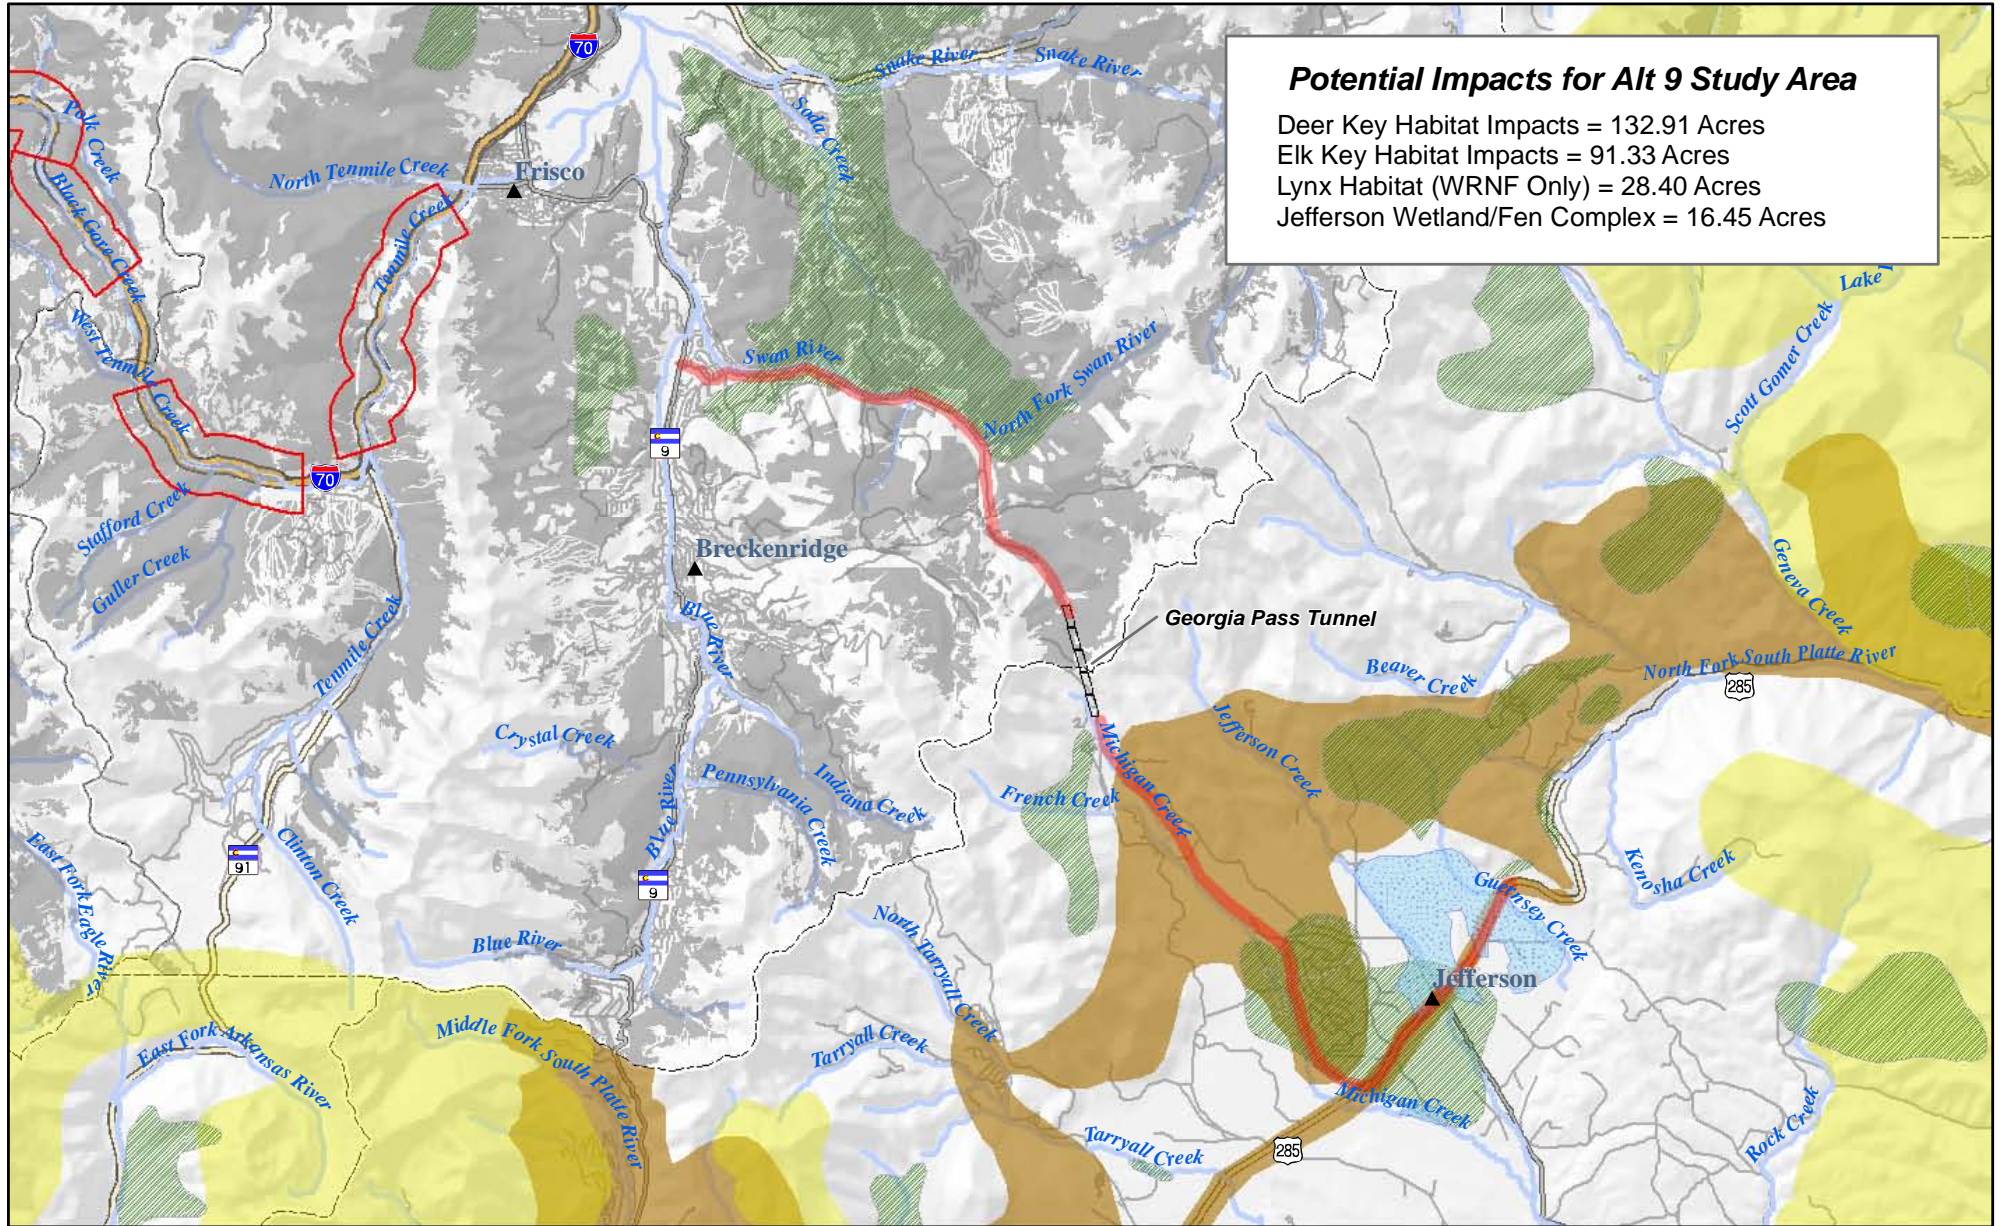 Potential Impacts for Alt 9 Study Area
Deer Key Habitat Impacts = 132.91 Acres
Elk Key Habitat Impacts = 91.33 Acres
Lynx Habitat (WRNF Only) = 28.40 Acres
Jefferson Wetland/Fen Complex = 16.45 Acres
70
Snake River
Snake River
Polk Creek
Soda Creek
North Tenmile Creek
Frisco
Black Gore Creek
Tenmile Creek
Lake
West Tenmile Creek
Swan River
North Fork Swan River
Scott Gomer Creek
9
70
Stafford Creek
Guller Creek
Breckenridge
Geneva Creek
Blue River
Georgia Pass Tunnel
Tenmile Creek
Beaver Creek
North Fork South Platte River
285
Crystal Creek
Jefferson Creek
Michigan Creek
Pennsylvania Creek
Indiana Creek
French Creek
Blue River
91
Clinton Creek
9
Kenosha Creek
Guernsey Creek
East Fork Eagle River
Blue River
North Tarryall Creek
Jefferson
East Fork Arkansas River
Middle Fork South Platte River
Tarryall Creek
Michigan Creek
Tarryall Creek
285
Rock Creek